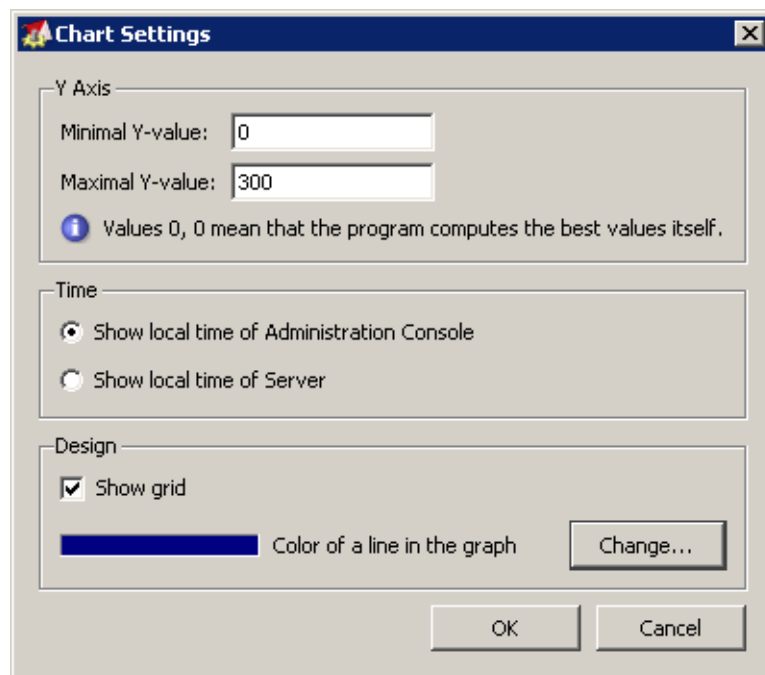 Chart Settings
Y Axis
Minimal Y-value: 0
Maximal Y-value: 300
Values 0, 0 mean that the program computes the best values itself.
Time
Show local time of Administration Console
Show local time of Server
Design
Show grid
Color of a line in the graph Change...
OK Cancel